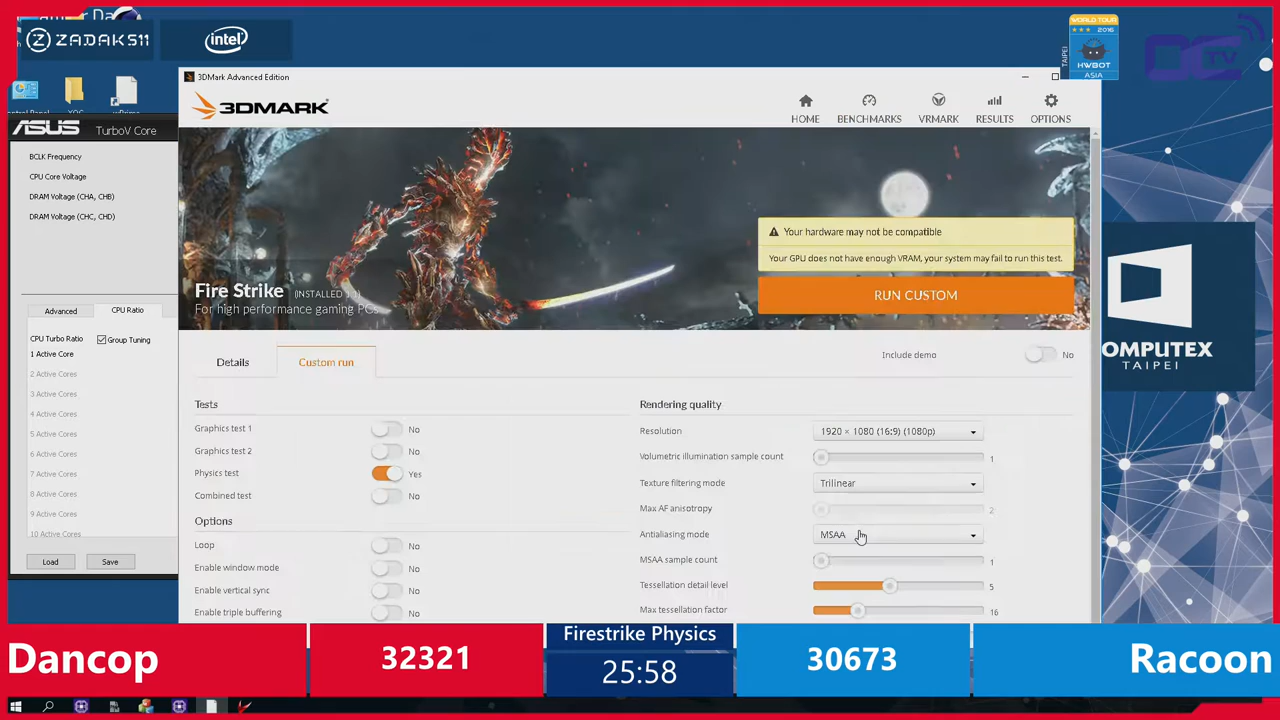 ZADAK511
intel
WORLD TOUR
2016
TAIPEI
HWBOT
ASIA
TV
3DMark Advanced Edition
3DMARK
HOME
BENCHMARKS
VRMARK
RESULTS
OPTIONS
ASUS TurboV Core
BCLK Frequency
CPU Core Voltage
DRAM Voltage (CHA, CHB)
DRAM Voltage (CHC, CHD)
Advanced
CPU Ratio
CPU Turbo Ratio
Group Tuning
1 Active Core
2 Active Cores
3 Active Cores
4 Active Cores
5 Active Cores
6 Active Cores
7 Active Cores
8 Active Cores
9 Active Cores
10 Active Cores
Load
Save
Your hardware may not be compatible
Your GPU does not have enough VRAM, your system may fail to run this test.
RUN CUSTOM
Fire Strike (INSTALLED 1.1)
For high performance gaming PCs
Details
Custom run
Include demo
No
Tests
Graphics test 1 No
Graphics test 2 No
Physics test Yes
Combined test No
Options
Loop No
Enable window mode No
Enable vertical sync No
Enable triple buffering No
Rendering quality
Resolution 1920 × 1080 (16:9) (1080p)
Volumetric illumination sample count 1
Texture filtering mode Trilinear
Max AF anisotropy 2
Antialiasing mode MSAA
MSAA sample count 1
Tessellation detail level 5
Max tessellation factor 16
OMPUTEX
TAIPEI
Dancop
32321
Firestrike Physics
25:58
30673
Racoon